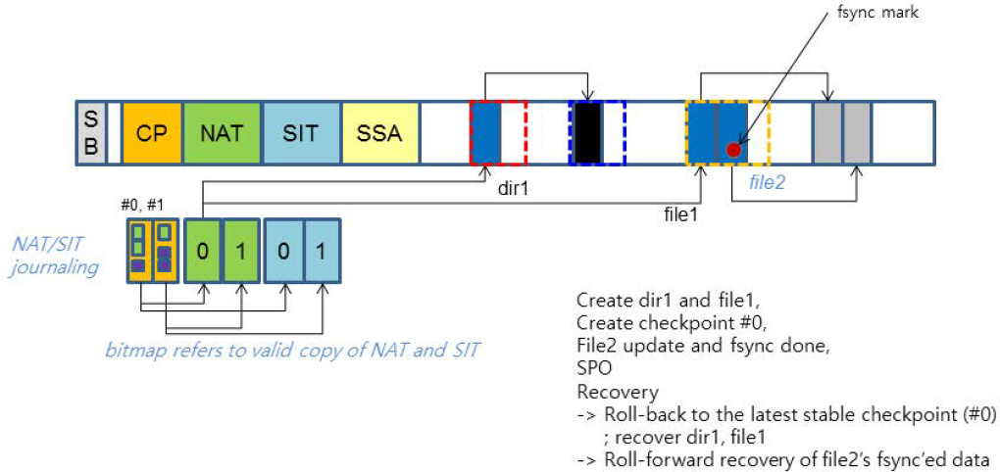 fsync mark
S
B
CP
NAT
SIT
SSA
dir1
file2
file1
#0, #1
NAT/SIT
journaling
0
1
0
1
bitmap refers to valid copy of NAT and SIT
Create dir1 and file1,
Create checkpoint #0,
File2 update and fsync done,
SPO
Recovery
-> Roll-back to the latest stable checkpoint (#0)
; recover dir1, file1
-> Roll-forward recovery of file2’s fsync’ed data